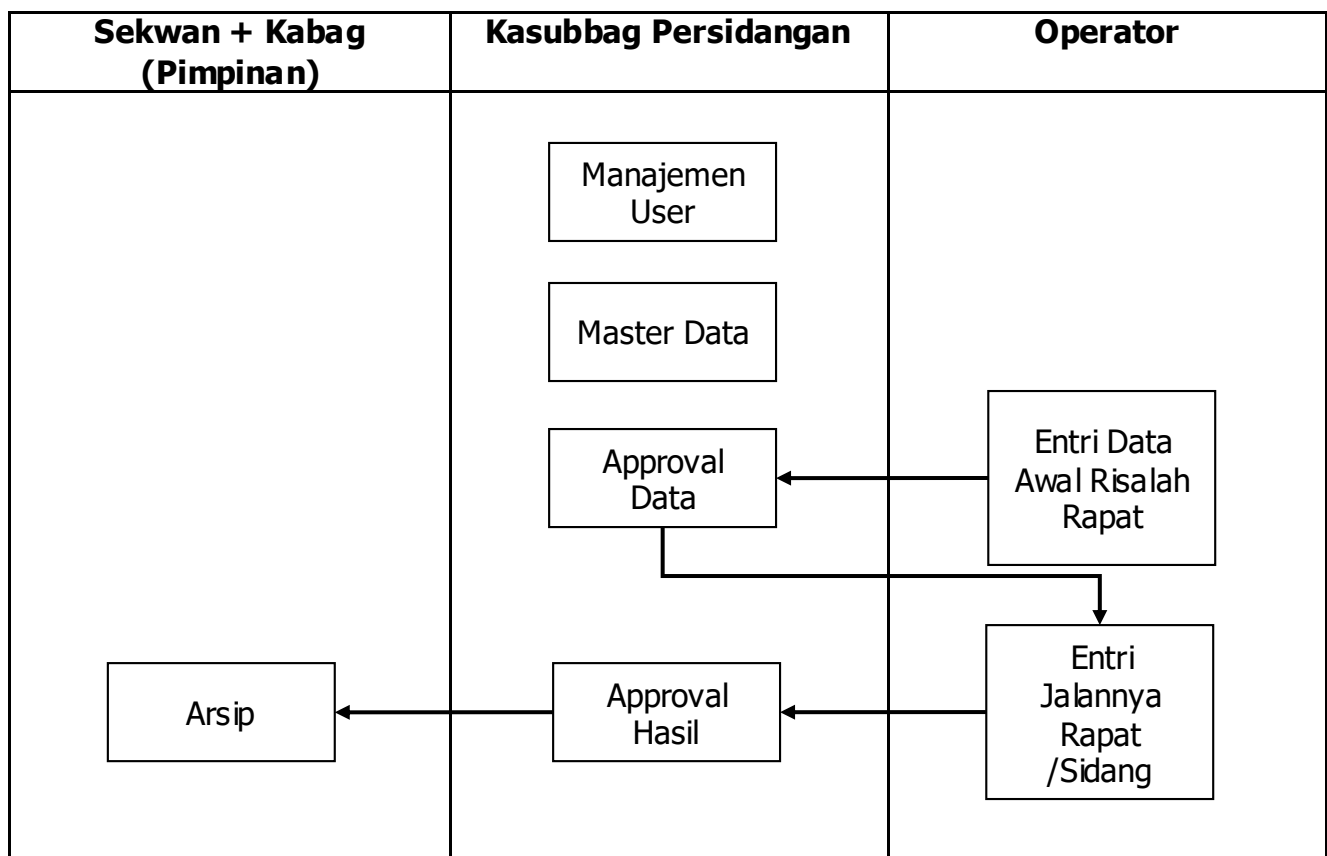 Sekwan + Kabag
(Pimpinan)
Kasubbag Persidangan
Operator
Manajemen
User
Master Data
Approval
Data
Entri Data
Awal Risalah
Rapat
Arsip
Approval
Hasil
Entri
Jalannya
Rapat
/Sidang